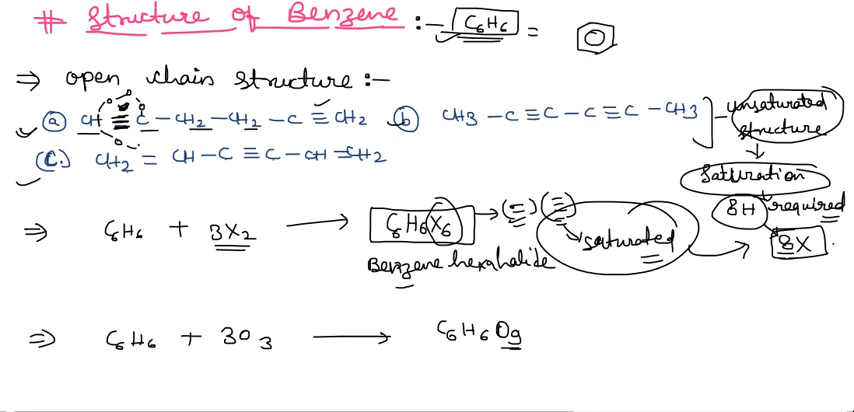 # Structure of Benzene :- C6H6 =
⇒ open chain structure :-
(a) CH ≡ C - CH2 - CH2 - C ≡ CH2 (b) CH3 - C ≡ C - C ≡ C - CH3 ] - unsaturated structure
(C.) CH2 = CH - C ≡ C - CH = CH2
↓
Saturation
8H required
⇒ C6H6 + 3X2 → C6H6X6 → (=) (≡) → saturated → 8X
Benzene hexahalide
⇒ C6H6 + 3O3 → C6H6O9